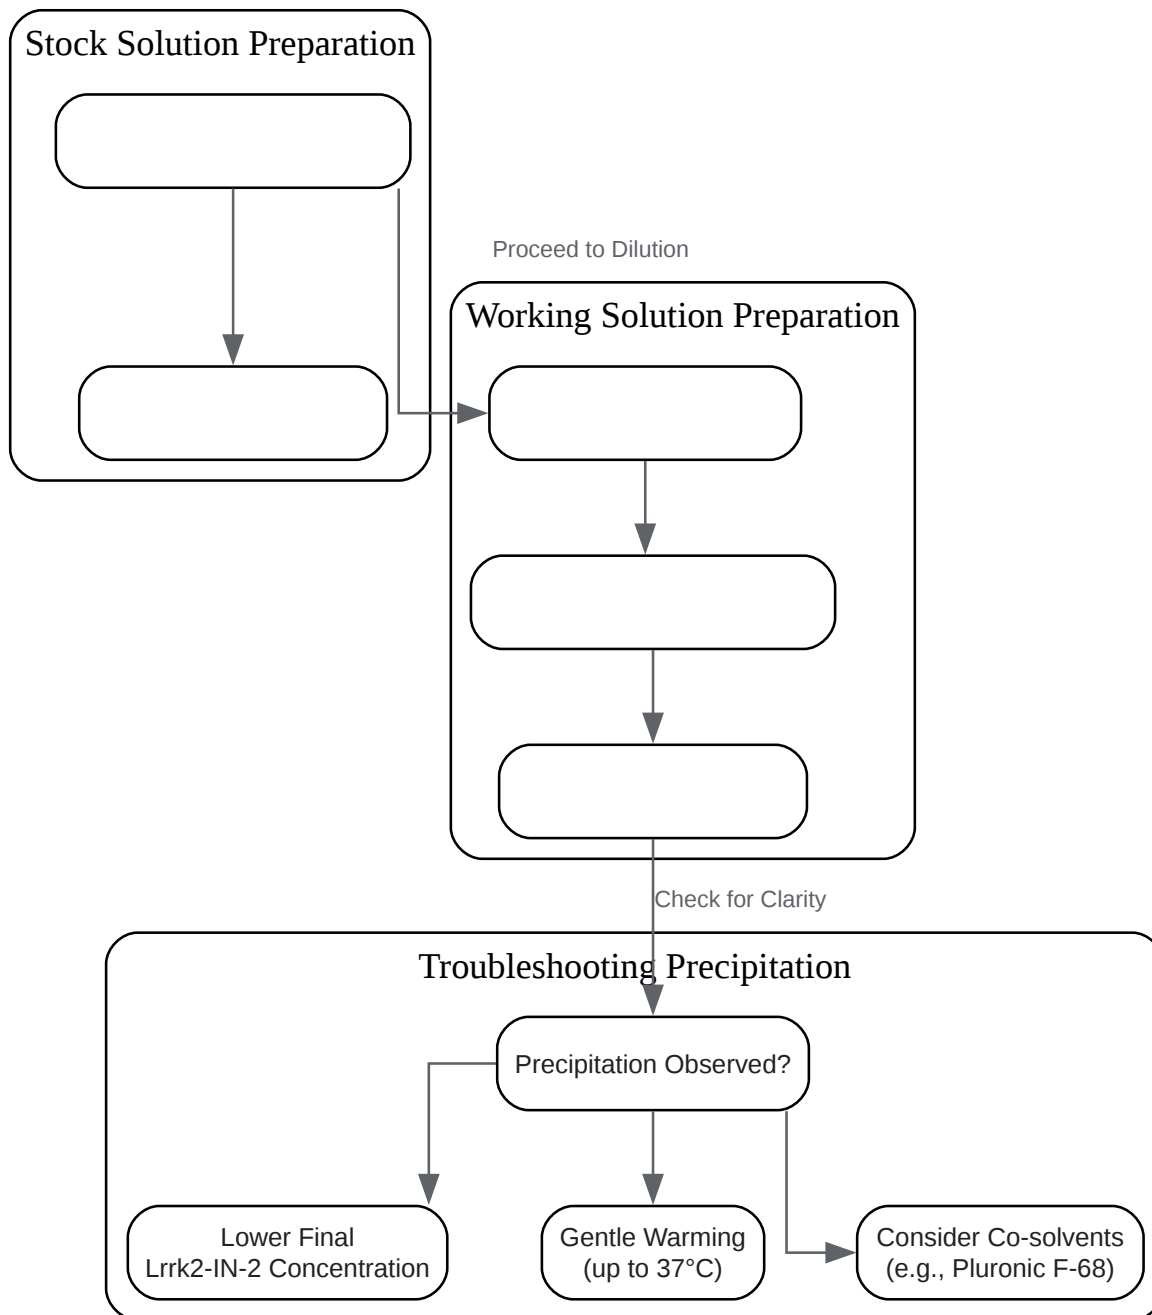 Stock Solution Preparation
Proceed to Dilution
Working Solution Preparation
Check for Clarity
Troubleshooting Precipitation
Precipitation Observed?
Lower Final
Lrrk2-IN-2 Concentration
Gentle Warming
(up to 37°C)
Consider Co-solvents
(e.g., Pluronic F-68)